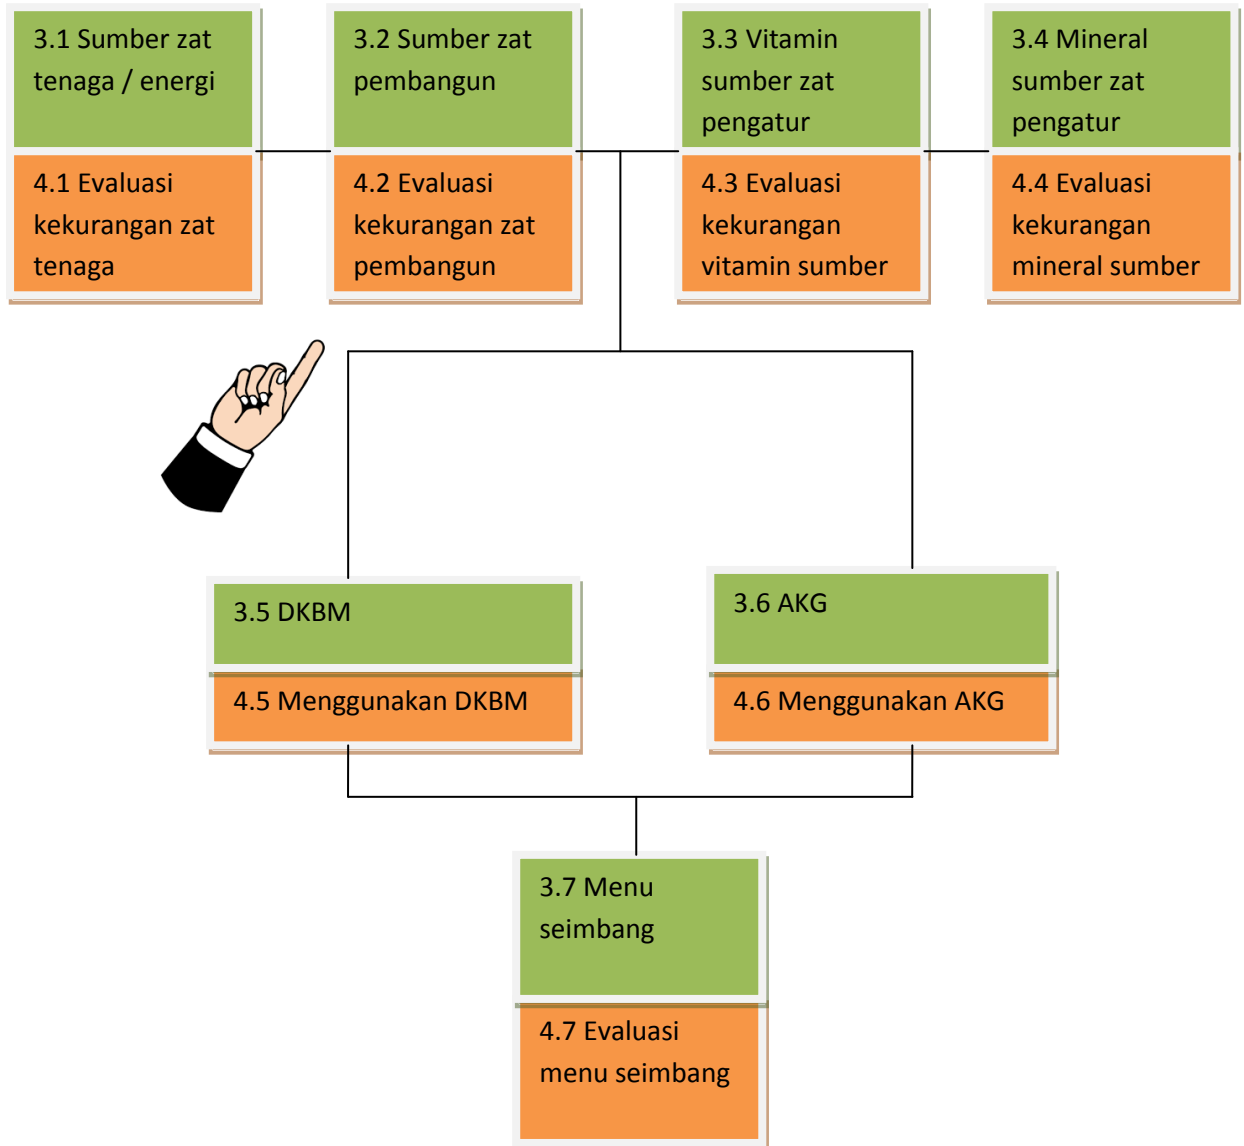 3.1 Sumber zat
tenaga / energi
4.1 Evaluasi
kekurangan zat
tenaga
3.2 Sumber zat
pembangun
4.2 Evaluasi
kekurangan zat
pembangun
3.3 Vitamin
sumber zat
pengatur
4.3 Evaluasi
kekurangan
vitamin sumber
3.4 Mineral
sumber zat
pengatur
4.4 Evaluasi
kekurangan
mineral sumber
3.5 DKBM
4.5 Menggunakan DKBM
3.6 AKG
4.6 Menggunakan AKG
3.7 Menu
seimbang
4.7 Evaluasi
menu seimbang